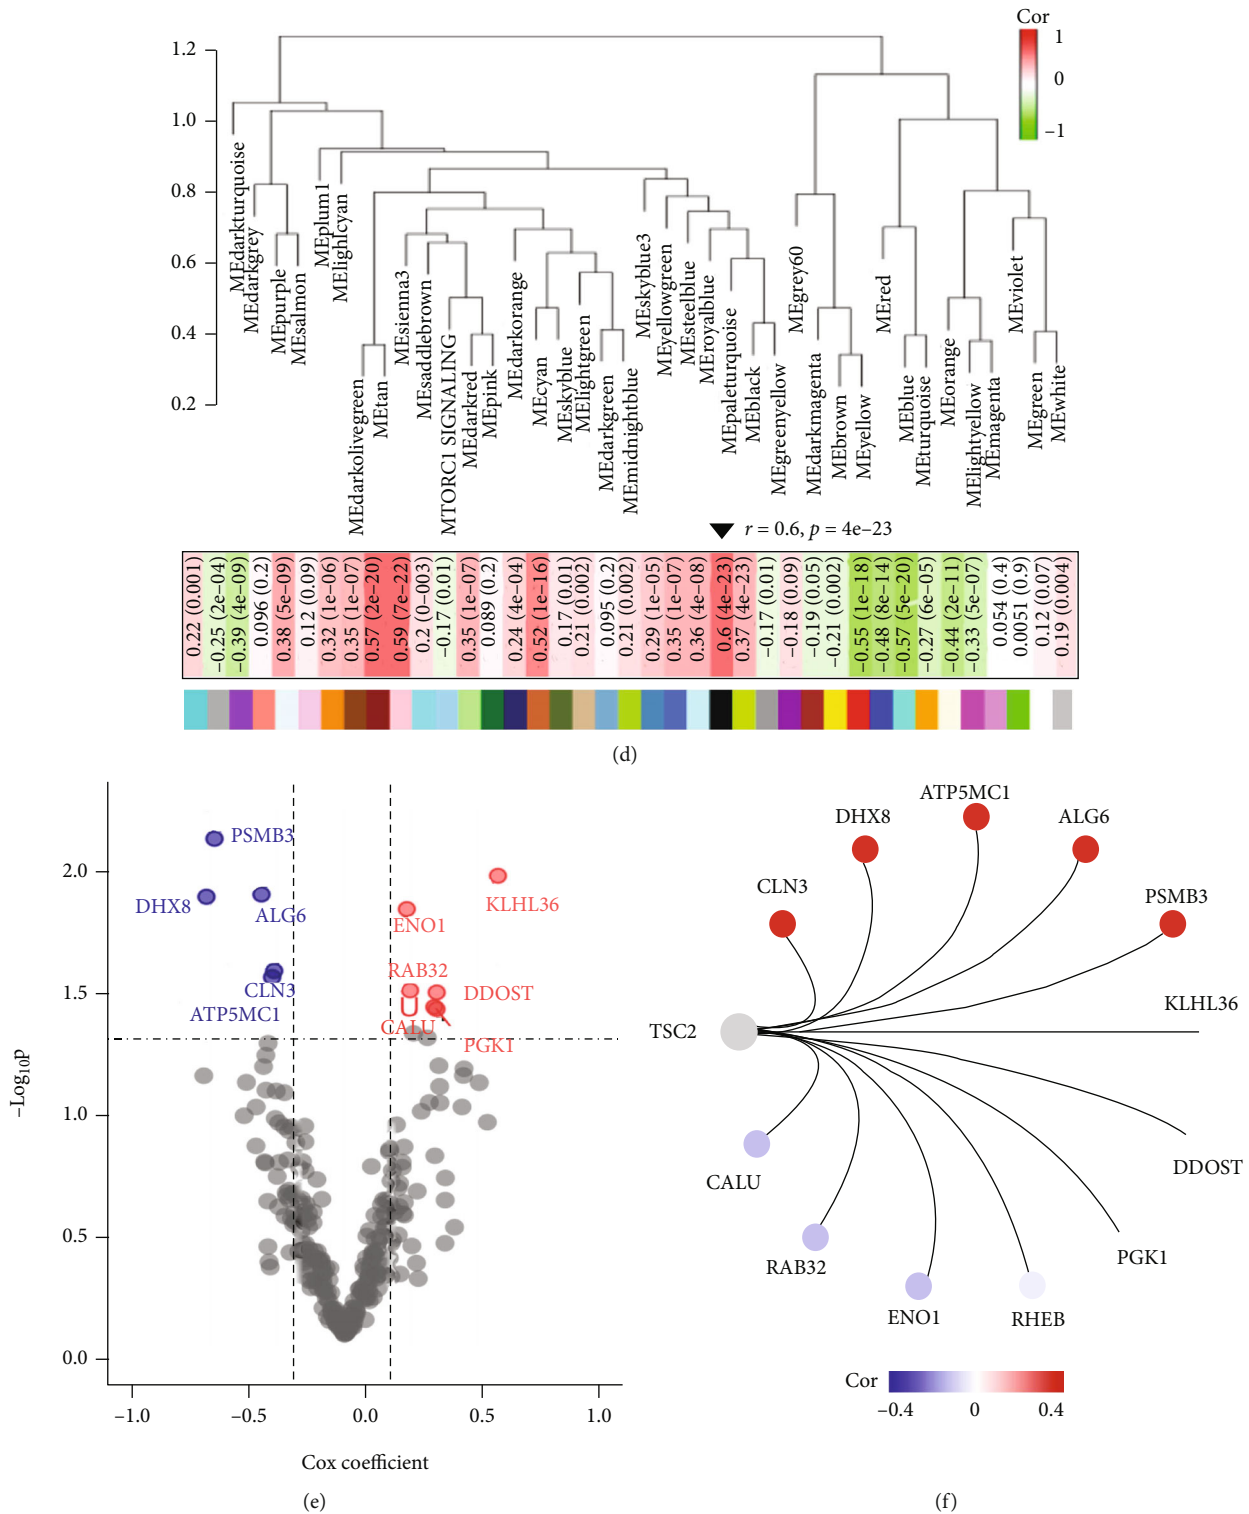 Cor
1
0
−1
1.2
1.0
0.8
0.6
0.4
0.2
MEdarkturquoise
MEdarkgrey
MEpurple
MEsalmon
MEplum1
MElighlcyan
MEdarkolivegreen
MEtan
MEsienna3
MEsaddlebrown
MTORC1 SIGNALING
MEdarkred
MEpink
MEdarkorange
MEcyan
MEskyblue
MElightgreen
MEdarkgreen
MEmidnightblue
MEskyblue3
MEyellowgreen
MEsteelblue
MEroyalblue
MEpaleturquoise
MEblack
MEgreenyellow
MEgrey60
MEdarkmagenta
MEbrown
MEyellow
MEred
MEblue
MEturquoise
MEorange
MElightyellow
MEmagenta
MEviolet
MEgreen
MEwhite
r = 0.6, p = 4e−23
0.22 (0.001)
−0.25 (2e−04)
−0.39 (4e−09)
0.096 (0.2)
0.38 (5e−09)
0.12 (0.09)
0.32 (1e−06)
0.35 (1e−07)
0.57 (2e−20)
0.59 (7e−22)
0.2 (0−003)
−0.17 (0.01)
0.35 (1e−07)
0.089 (0.2)
0.24 (4e−04)
0.52 (1e−16)
0.17 (0.01)
0.21 (0.002)
0.095 (0.2)
0.21 (0.002)
0.29 (1e−05)
0.35 (1e−07)
0.36 (4e−08)
0.6 (4e−23)
0.37 (4e−23)
−0.17 (0.01)
−0.18 (0.09)
−0.19 (0.05)
−0.21 (0.002)
−0.55 (1e−18)
−0.48 (8e−14)
−0.57 (5e−20)
−0.27 (6e−05)
−0.44 (2e−11)
−0.33 (5e−07)
0.054 (0.4)
0.0051 (0.9)
0.12 (0.07)
0.19 (0.004)
(d)
−Log10p
2.0
1.5
1.0
0.5
0.0
PSMB3
DHX8
ALG6
CLN3
ATP5MC1
KLHL36
ENO1
RAB32
DDOST
CALU
PGK1
−1.0
−0.5
0.0
0.5
1.0
Cox coefficient
(e)
ATP5MC1
DHX8
ALG6
CLN3
PSMB3
KLHL36
TSC2
DDOST
CALU
PGK1
RAB32
ENO1
RHEB
Cor
−0.4
0
0.4
(f)